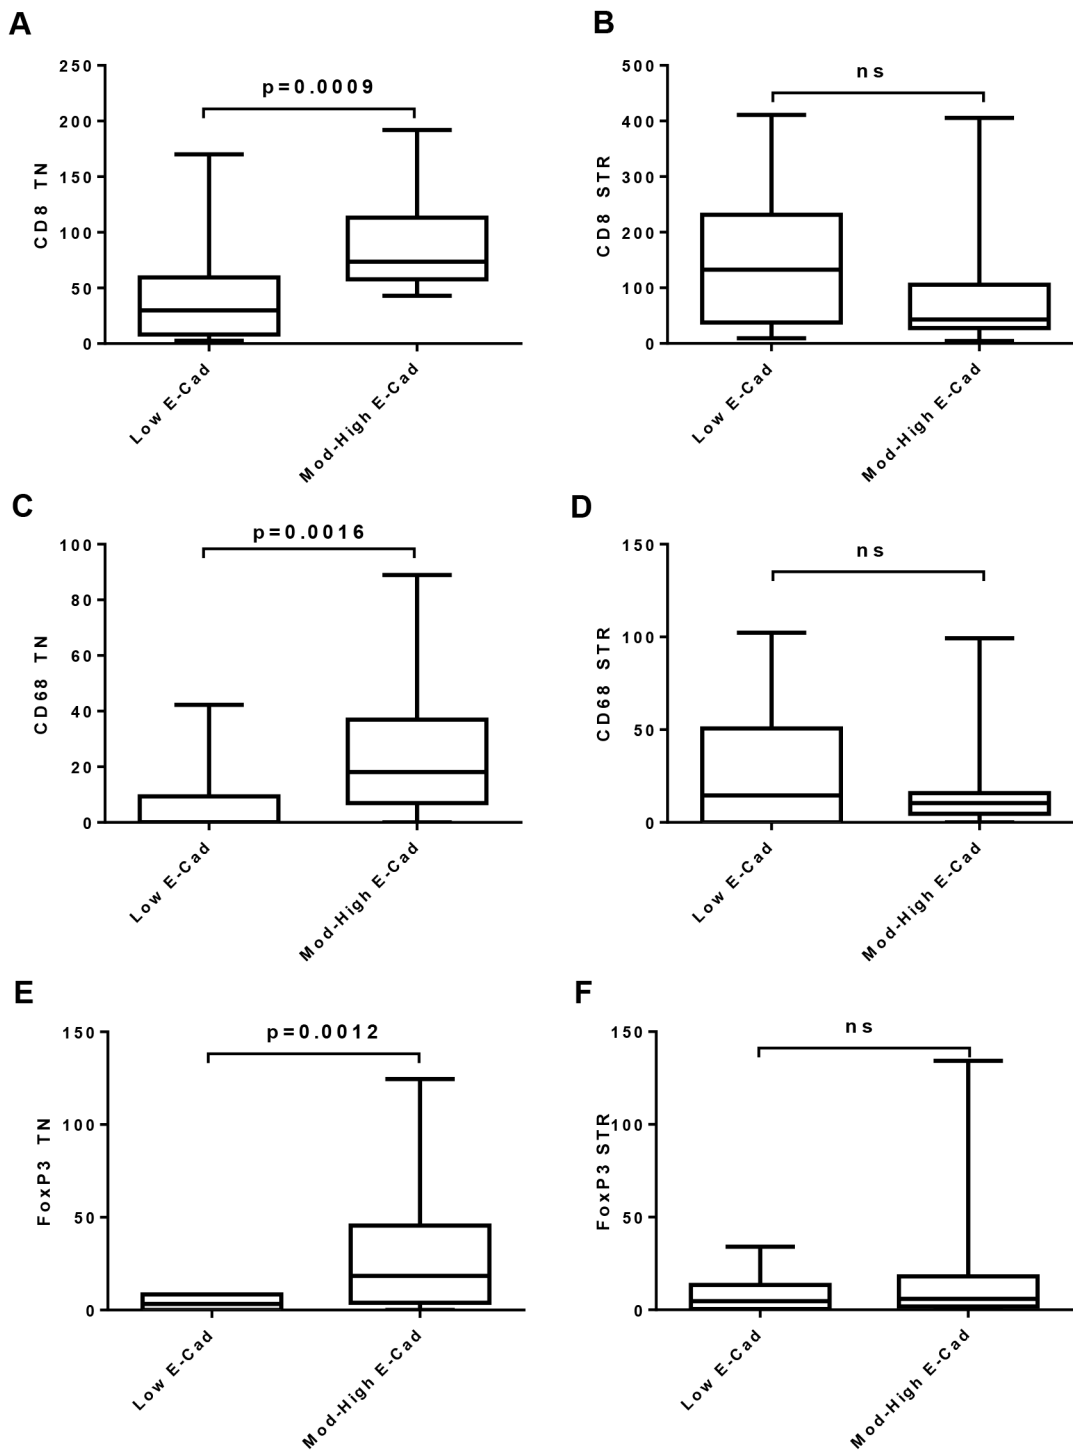 A
p=0.0009
CD8 TN
250
200
150
100
50
0
Low E-Cad
Mod-High E-Cad
B
ns
CD8 STR
500
400
300
200
100
0
Low E-Cad
Mod-High E-Cad
C
p=0.0016
CD68 TN
100
80
60
40
20
0
Low E-Cad
Mod-High E-Cad
D
ns
CD68 STR
150
100
50
0
Low E-Cad
Mod-High E-Cad
E
p=0.0012
FoxP3 TN
150
100
50
0
Low E-Cad
Mod-High E-Cad
F
ns
FoxP3 STR
150
100
50
0
Low E-Cad
Mod-High E-Cad